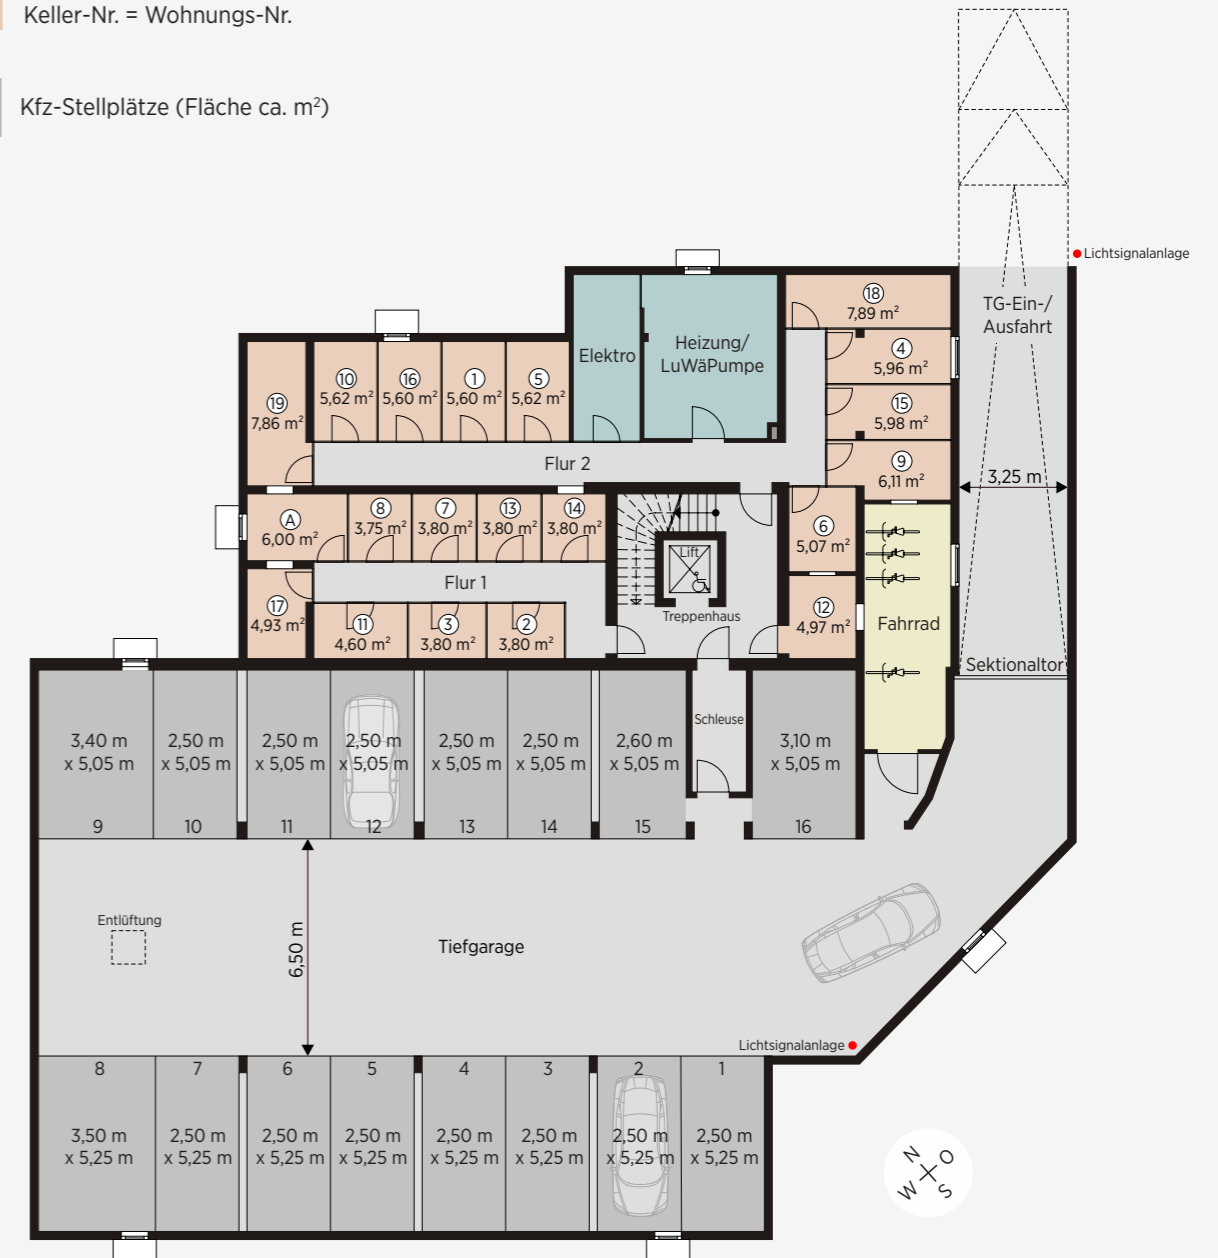 Keller-Nr. = Wohnungs-Nr.
Kfz-Stellplätze (Fläche ca. m²)
Lichtsignalanlage
TG-Ein-/
Ausfahrt
18
7,89 m²
Elektro
Heizung/
LuWäPumpe
4
5,96 m²
19
7,86 m²
10
5,62 m²
16
5,60 m²
1
5,60 m²
5
5,62 m²
15
5,98 m²
Flur 2
9
6,11 m²
3,25 m
A
6,00 m²
8
3,75 m²
7
3,80 m²
13
3,80 m²
14
3,80 m²
6
5,07 m²
Lift
Flur 1
17
4,93 m²
11
4,60 m²
3
3,80 m²
2
3,80 m²
Treppenhaus
12
4,97 m²
Fahrrad
Sektionaltor
3,40 m
x 5,05 m
9
2,50 m
x 5,05 m
10
2,50 m
x 5,05 m
11
2,50 m
x 5,05 m
12
2,50 m
x 5,05 m
13
2,50 m
x 5,05 m
14
2,60 m
x 5,05 m
15
Schleuse
3,10 m
x 5,05 m
16
Entlüftung
6,50 m
Tiefgarage
Lichtsignalanlage
8
3,50 m
x 5,25 m
7
2,50 m
x 5,25 m
6
2,50 m
x 5,25 m
5
2,50 m
x 5,25 m
4
2,50 m
x 5,25 m
3
2,50 m
x 5,25 m
2
2,50 m
x 5,25 m
1
2,50 m
x 5,25 m
N
O
W
S